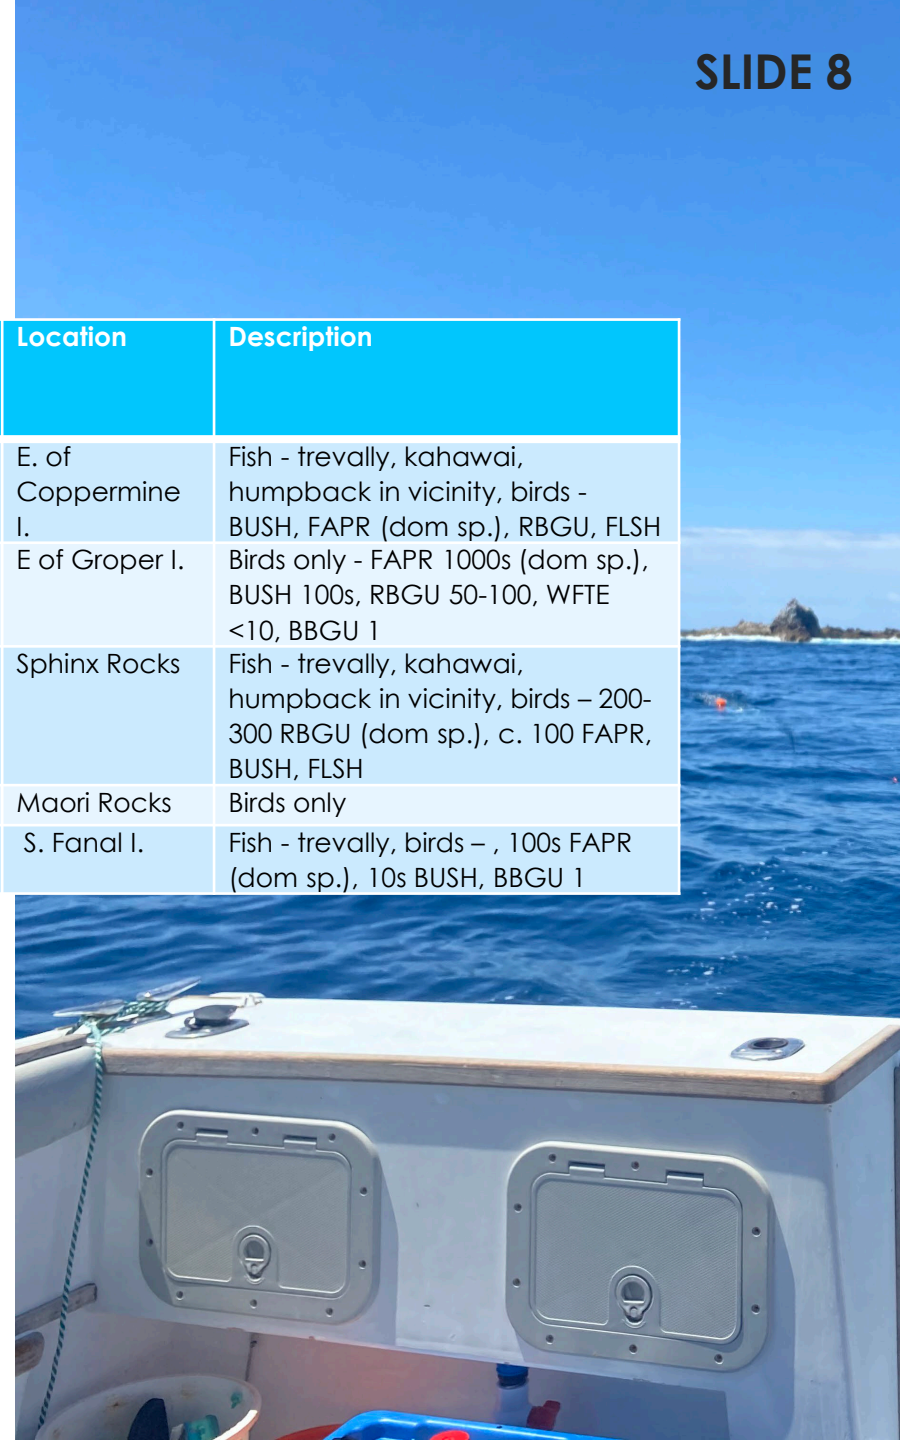 SLIDE 8
Location
Description
E. of
Coppermine
I.
Fish - trevally, kahawai,
humpback in vicinity, birds -
BUSH, FAPR (dom sp.), RBGU, FLSH
E of Groper I.
Birds only - FAPR 1000s (dom sp.),
BUSH 100s, RBGU 50-100, WFTE
<10, BBGU 1
Sphinx Rocks
Fish - trevally, kahawai,
humpback in vicinity, birds – 200-
300 RBGU (dom sp.), c. 100 FAPR,
BUSH, FLSH
Maori Rocks
Birds only
S. Fanal I.
Fish - trevally, birds – , 100s FAPR
(dom sp.), 10s BUSH, BBGU 1